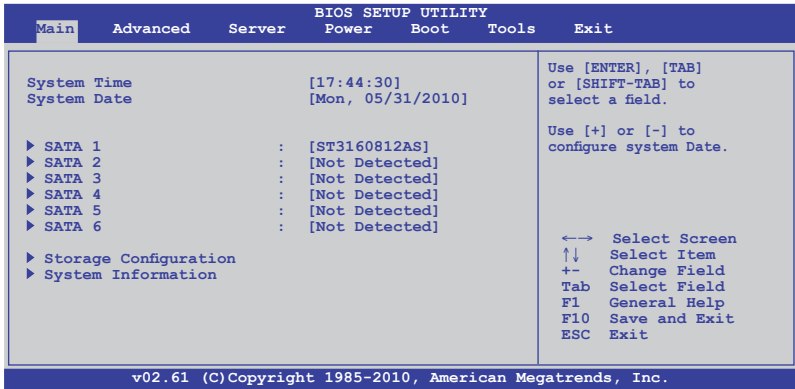 BIOS SETUP UTILITY
Main Advanced Server Power Boot Tools Exit
System Time [17:44:30]
System Date [Mon, 05/31/2010]
SATA 1 : [ST3160812AS]
SATA 2 : [Not Detected]
SATA 3 : [Not Detected]
SATA 4 : [Not Detected]
SATA 5 : [Not Detected]
SATA 6 : [Not Detected]
Storage Configuration
System Information
Use [ENTER], [TAB]
or [SHIFT-TAB] to
select a field.
Use [+] or [-] to
configure system Date.
←→ Select Screen
↑↓ Select Item
+- Change Field
Tab Select Field
F1 General Help
F10 Save and Exit
ESC Exit
v02.61 (C)Copyright 1985-2010, American Megatrends, Inc.